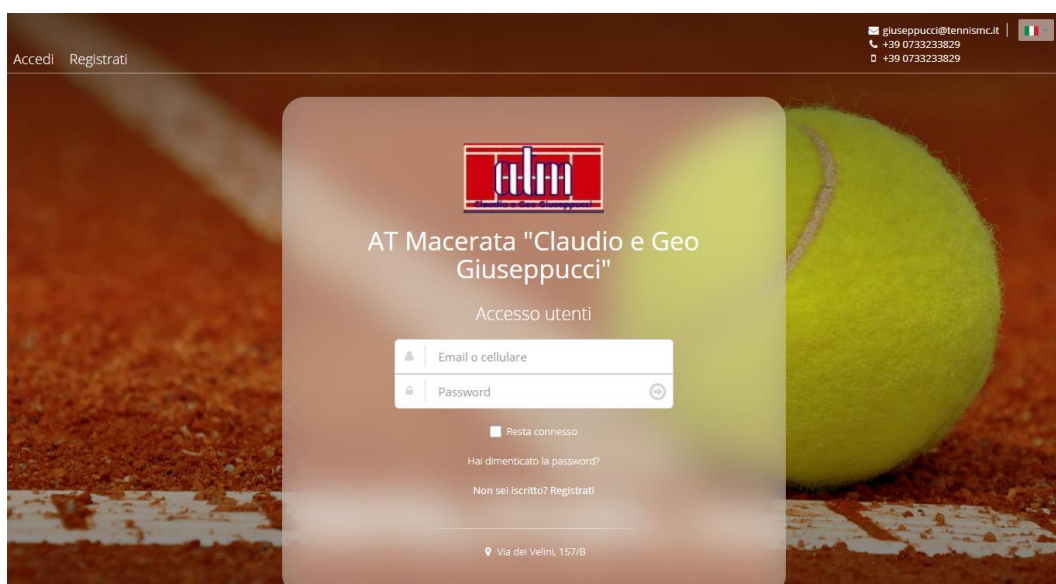 giuseppucci@tennismc.it
+39 0733233829
+39 0733233829
Accedi Registrati
atm
Claudio e Geo Giuseppucci
AT Macerata "Claudio e Geo
Giuseppucci"
Accesso utenti
Email o cellulare
Password
Resta connesso
Hai dimenticato la password?
Non sei iscritto? Registrati
Via dei Velini, 157/B